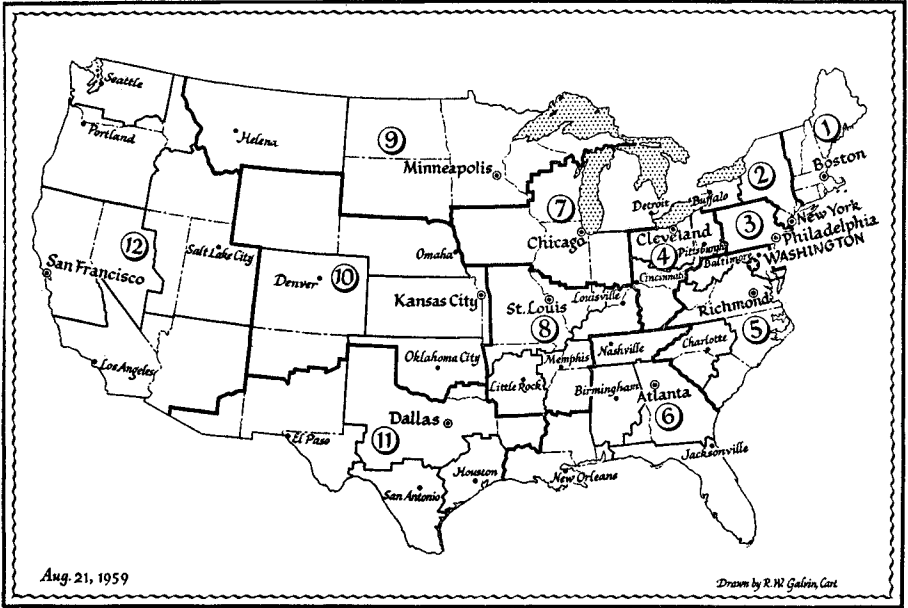 Seattle
Portland
Helena
9
Minneapolis
1
Boston
2
7
Detroit
Buffalo
3
New York
Philadelphia
WASHINGTON
Chicago
Cleveland
4
Pittsburgh
Baltimore
Cincinnati
12
Salt Lake City
Omaha
San Francisco
Denver
10
Kansas City
St. Louis
Louisville
Richmond
8
5
Los Angeles
Oklahoma City
Memphis
Nashville
Charlotte
Little Rock
Birmingham
Atlanta
6
Dallas
11
El Paso
Jacksonville
Houston
New Orleans
San Antonio
Aug. 21, 1959
Drawn by R.W. Galvin, Cart